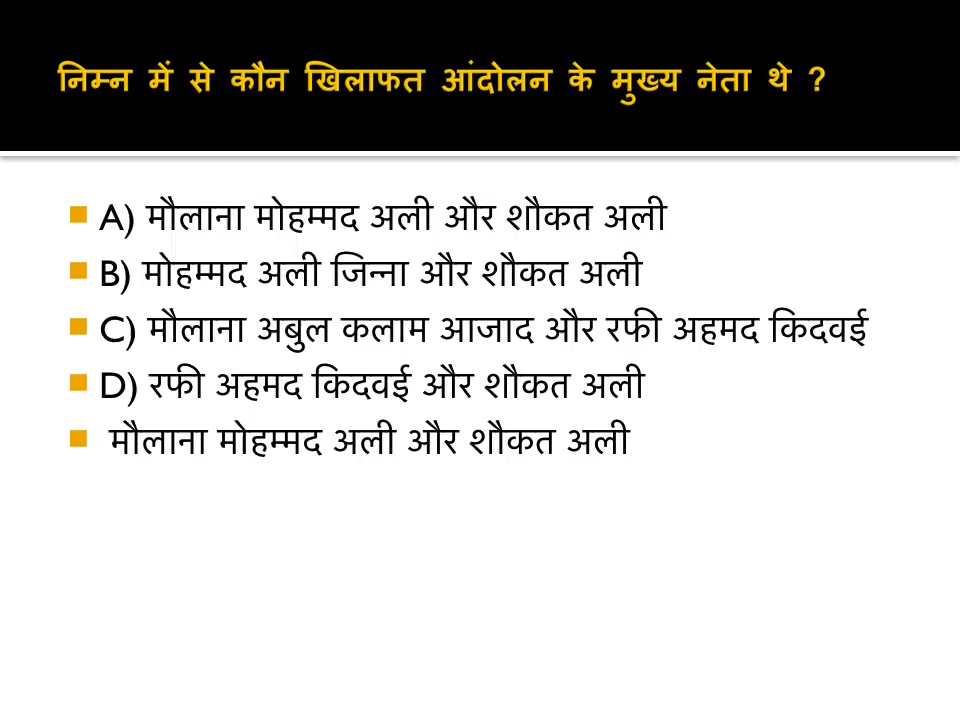 निम्न में से कौन खिलाफत आंदोलन के मुख्य नेता थे ?
A) मौलाना मोहम्मद अली और शौकत अली
B) मोहम्मद अली जिन्ना और शौकत अली
C) मौलाना अबुल कलाम आजाद और रफी अहमद किदवई
D) रफी अहमद किदवई और शौकत अली
मौलाना मोहम्मद अली और शौकत अली